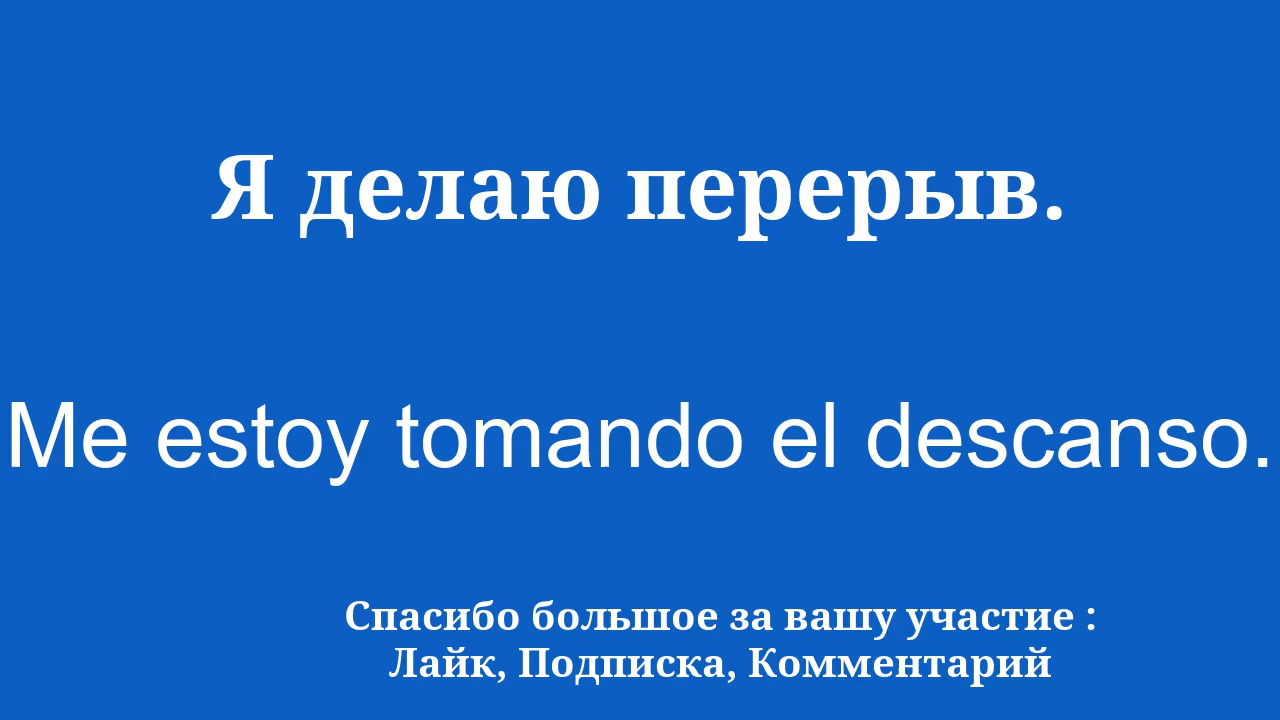 Я делаю перерыв.
Me estoy tomando el descanso.
Спасибо большое за вашу участие :
Лайк, Подписка, Комментарий